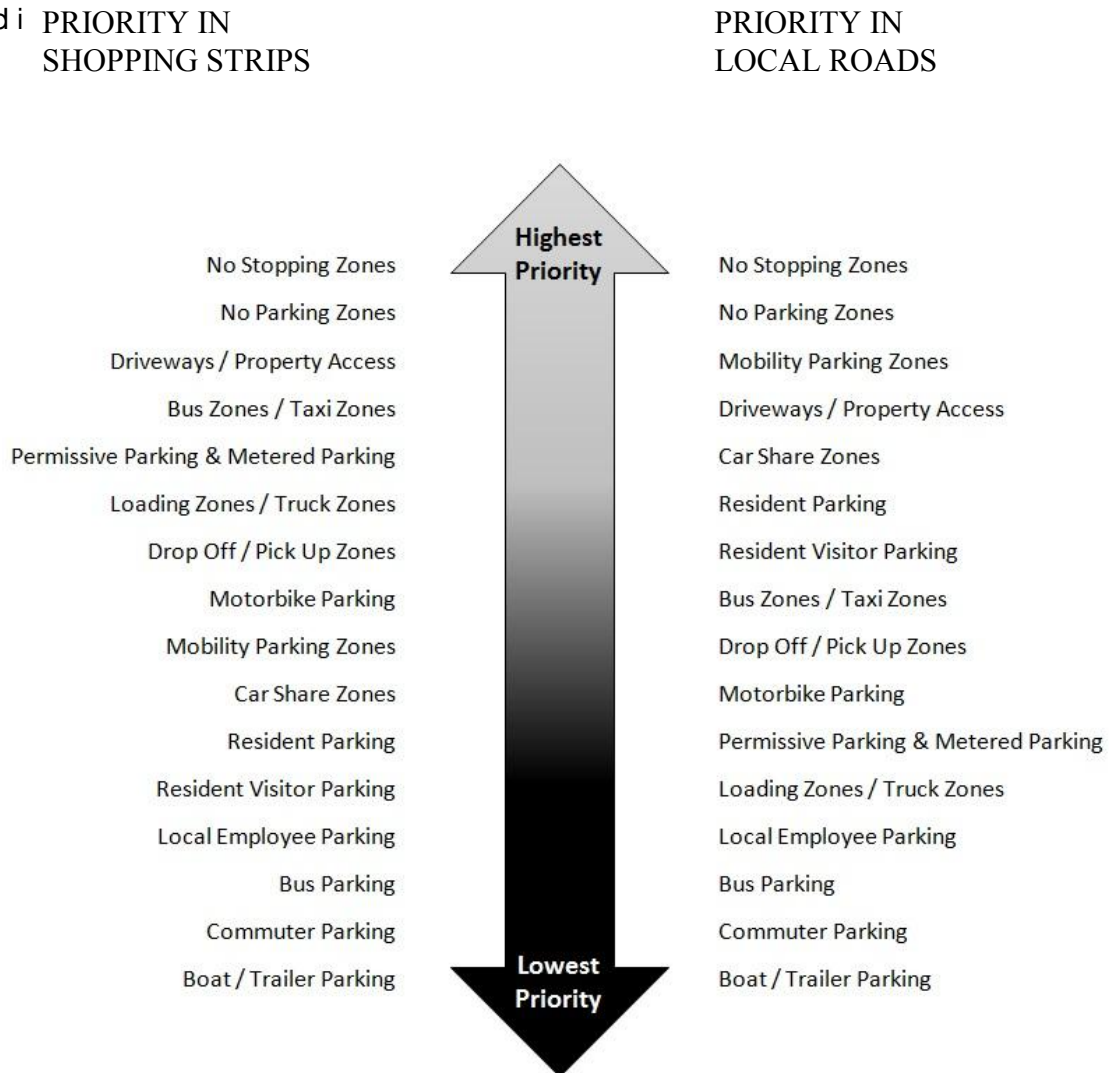 d i
PRIORITY IN
SHOPPING STRIPS
PRIORITY IN
LOCAL ROADS
Highest
Priority
No Stopping Zones
No Parking Zones
Driveways / Property Access
Bus Zones / Taxi Zones
Permissive Parking & Metered Parking
Loading Zones / Truck Zones
Drop Off / Pick Up Zones
Motorbike Parking
Mobility Parking Zones
Car Share Zones
Resident Parking
Resident Visitor Parking
Local Employee Parking
Bus Parking
Commuter Parking
Boat / Trailer Parking
No Stopping Zones
No Parking Zones
Mobility Parking Zones
Driveways / Property Access
Car Share Zones
Resident Parking
Resident Visitor Parking
Bus Zones / Taxi Zones
Drop Off / Pick Up Zones
Motorbike Parking
Permissive Parking & Metered Parking
Loading Zones / Truck Zones
Local Employee Parking
Bus Parking
Commuter Parking
Boat / Trailer Parking
Lowest
Priority